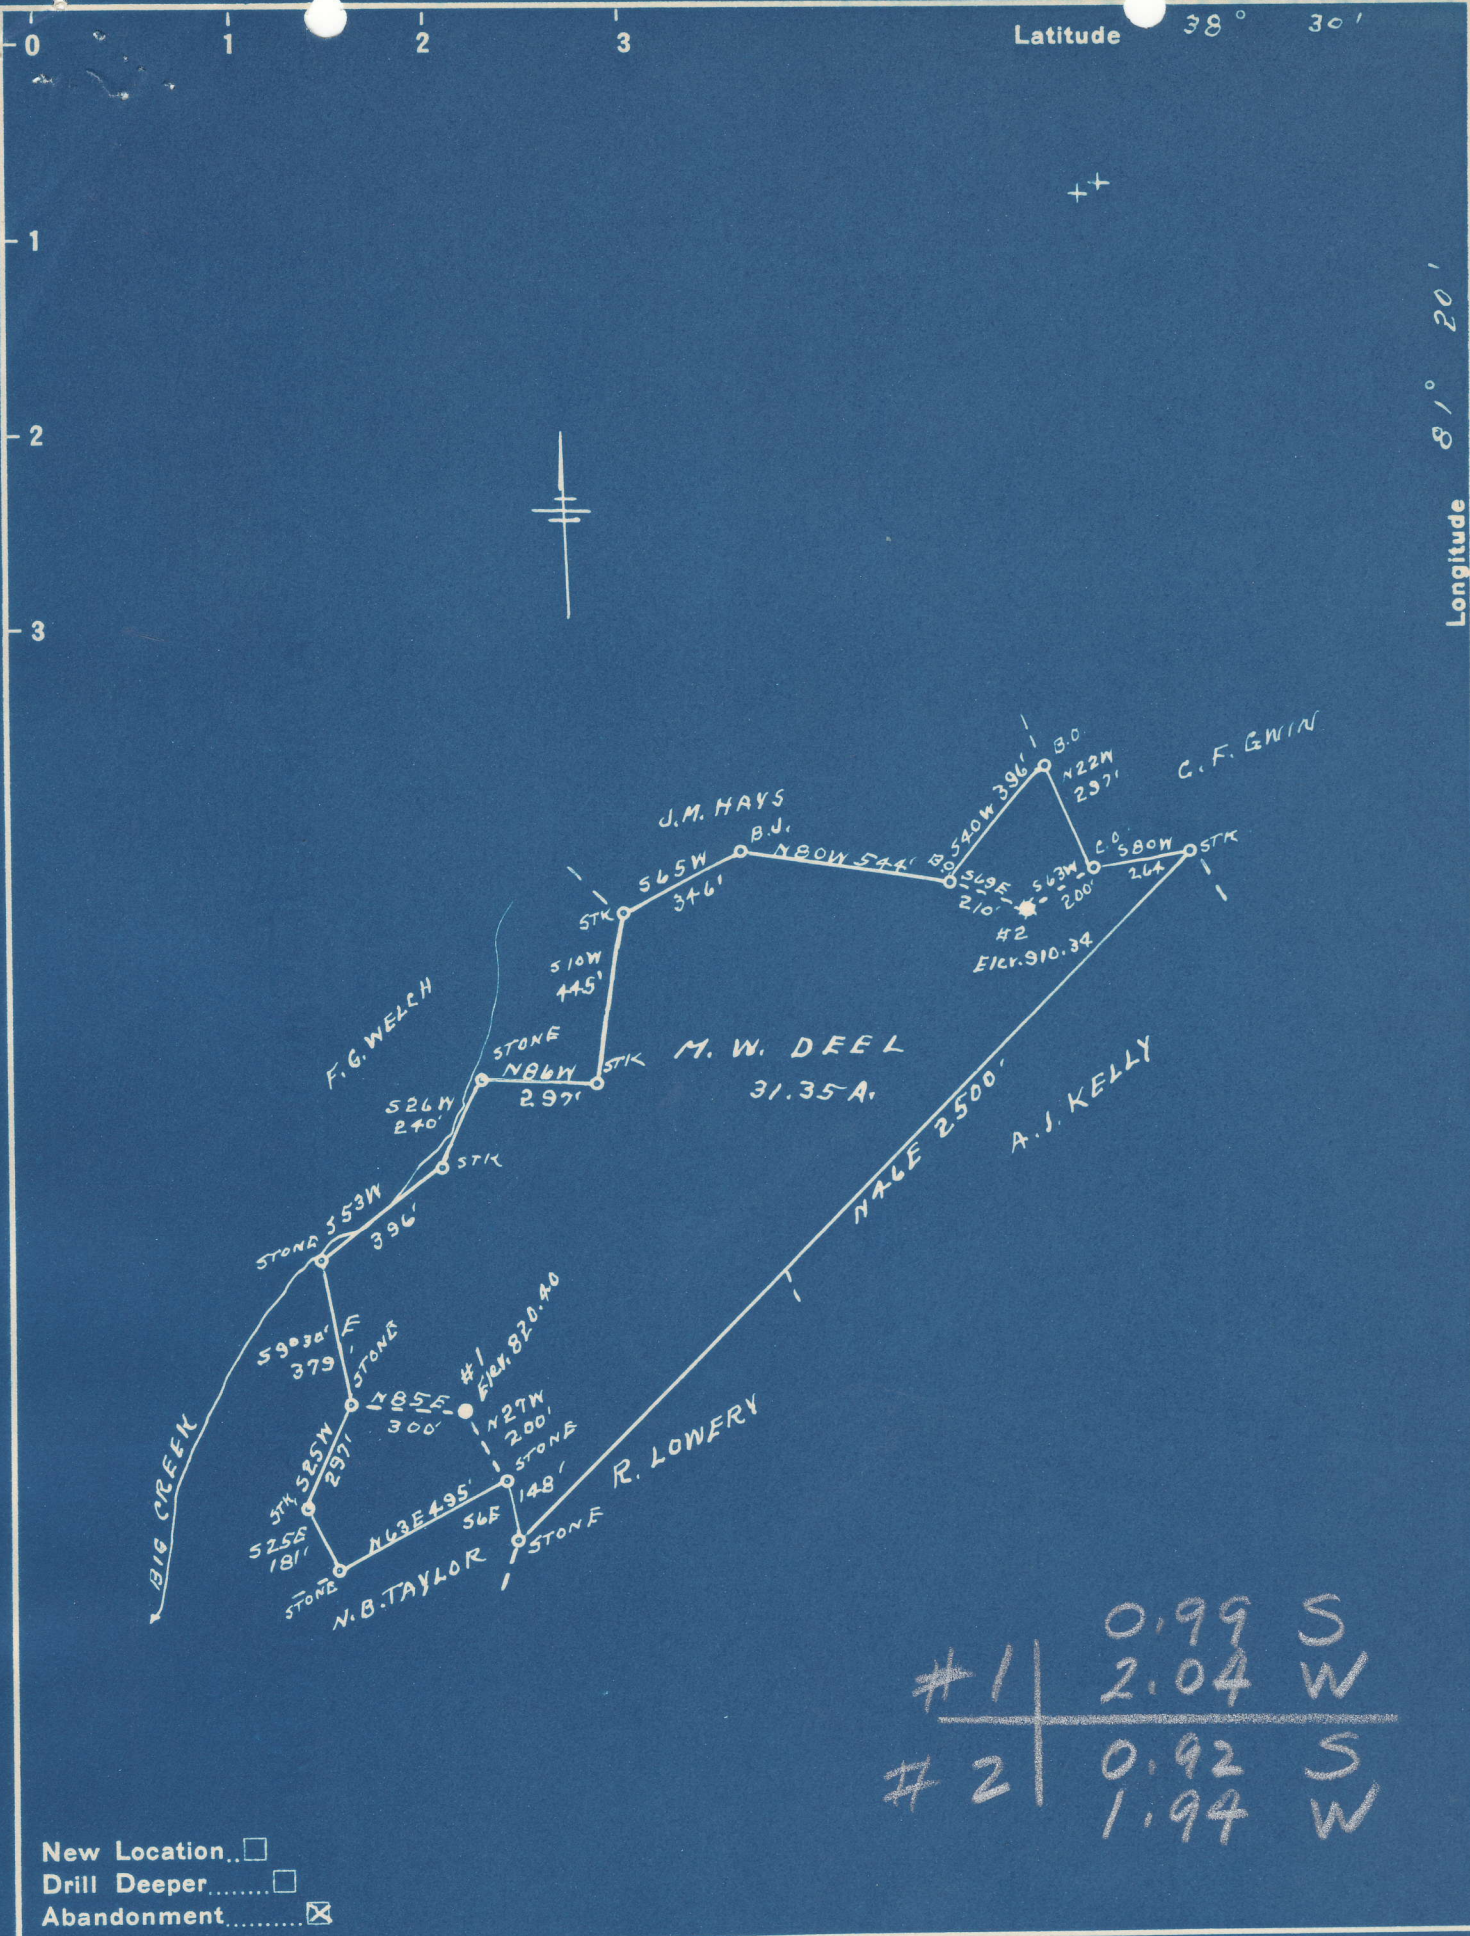 0
1
2
3
Latitude 38° 30'
1
2
3
Longitude 81° 20'
C. F. GWIN
B.O.
N22W
297'
S40W 396'
J.M. HAYS
B.J.
N80W 544'
B.O.
S69E
210'
S63W
200'
C.O.
S80W
264
STK
#2
Elev. 910.34
S65W
346'
STK
S10W
445'
STK
F.G. WELCH
STONE
N86W
297'
M. W. DEEL
31.35 A.
S26W
240'
STK
A. J. KELLY
N46E 2500'
S53W
396'
STONE
S9°30' E
379'
STONE
#1
Elev. 820.40
N85E
300'
N27W
200'
STONE
R. LOWERY
BIG CREEK
S25W
297'
STK
S25E
181'
STONE
N63E 495'
148'
S6E
STONE
N.B. TAYLOR
#1
0.99 S
2.04 W
#2
0.92 S
1.94 W
New Location..
Drill Deeper........
Abandonment..........☒